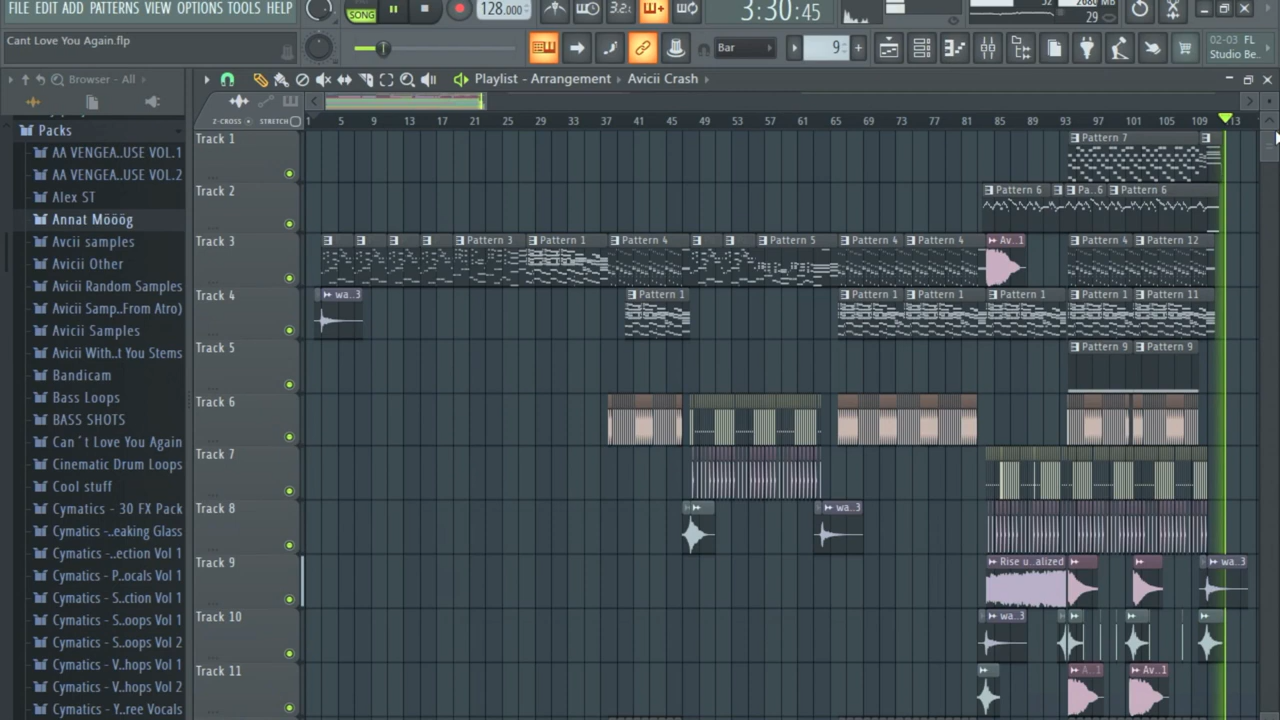 FILE EDIT ADD PATTERNS VIEW OPTIONS TOOLS HELP
SONG
128.000
3:30:45
29
Cant Love You Again.flp
Bar
9
02-03 FL
Studio Be..
Browser - All
Playlist - Arrangement › Avicii Crash ›
Z-CROSS STRETCH
1 5 9 13 17 21 25 29 33 37 41 45 49 53 57 61 65 69 73 77 81 85 89 93 97 101 105 109 13
Packs
AA VENGEA..USE VOL.1
AA VENGEA..USE VOL.2
Alex ST
Annat Mööög
Avcii samples
Avicii Other
Avicii Random Samples
Avicii Samp..From Atro)
Avicii Samples
Avicii With..t You Stems
Bandicam
Bass Loops
BASS SHOTS
Can´t Love You Again
Cinematic Drum Loops
Cool stuff
Cymatics - 30 FX Pack
Cymatics -..eaking Glass
Cymatics -..ection Vol 1
Cymatics - P..ocals Vol 1
Cymatics - S..ction Vol 1
Cymatics - S..oops Vol 1
Cymatics - S..oops Vol 2
Cymatics - V..hops Vol 1
Cymatics - V..hops Vol 2
Cymatics - Y..ree Vocals
Track 1
Pattern 7
Track 2
Pattern 6 Pa..6 Pattern 6
Track 3
Pattern 3 Pattern 1 Pattern 4 Pattern 5 Pattern 4 Pattern 4 Av..1 Pattern 4 Pattern 12
Track 4
wa..3 Pattern 1 Pattern 1 Pattern 1 Pattern 1 Pattern 1 Pattern 11
Track 5
Pattern 9 Pattern 9
Track 6
Track 7
Track 8
wa..3
Track 9
Rise u..alized wa..3
Track 10
wa..3
Track 11
A..1 Av..1